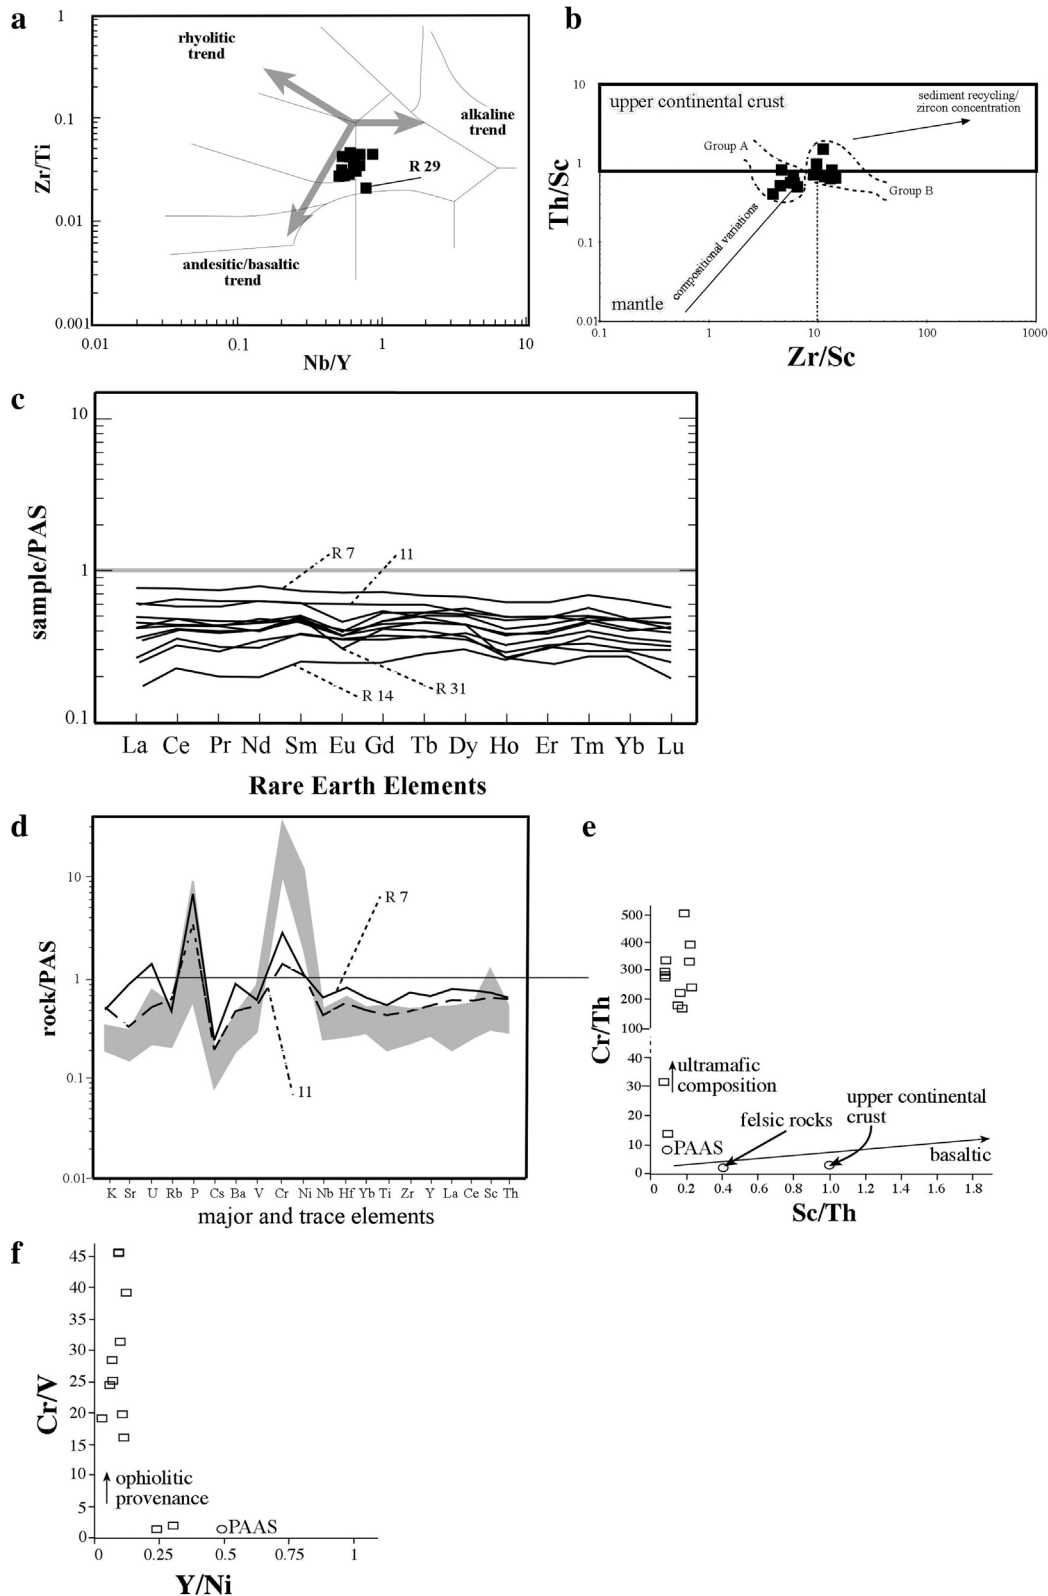 a
1
0.1
0.01
0.001
Zr/Ti
rhyolitic
trend
alkaline
trend
R 29
andesitic/basaltic
trend
0.01
0.1
1
10
Nb/Y
b
10
1
0.1
0.01
Th/Sc
upper continental crust
sediment recycling/
zircon concentration
Group A
Group B
compositional variations
mantle
0.1
1
10
100
1000
Zr/Sc
c
10
1
0.1
sample/PAS
R 7
11
R 14
R 31
La Ce Pr Nd Sm Eu Gd Tb Dy Ho Er Tm Yb Lu
Rare Earth Elements
d
10
1
0.1
0.01
rock/PAS
R 7
11
K Sr U Rb P Cs Ba V Cr Ni Nb Hf Yb Ti Zr Y La Ce Sc Th
major and trace elements
e
500
400
300
200
100
40
30
20
10
0
Cr/Th
ultramafic
composition
felsic rocks
upper continental
crust
PAAS
basaltic
0 0.2 0.4 0.6 0.8 1.0 1.2 1.4 1.6 1.8
Sc/Th
f
45
40
35
30
25
20
15
10
5
0
Cr/V
ophiolitic
provenance
PAAS
0 0.25 0.5 0.75 1
Y/Ni